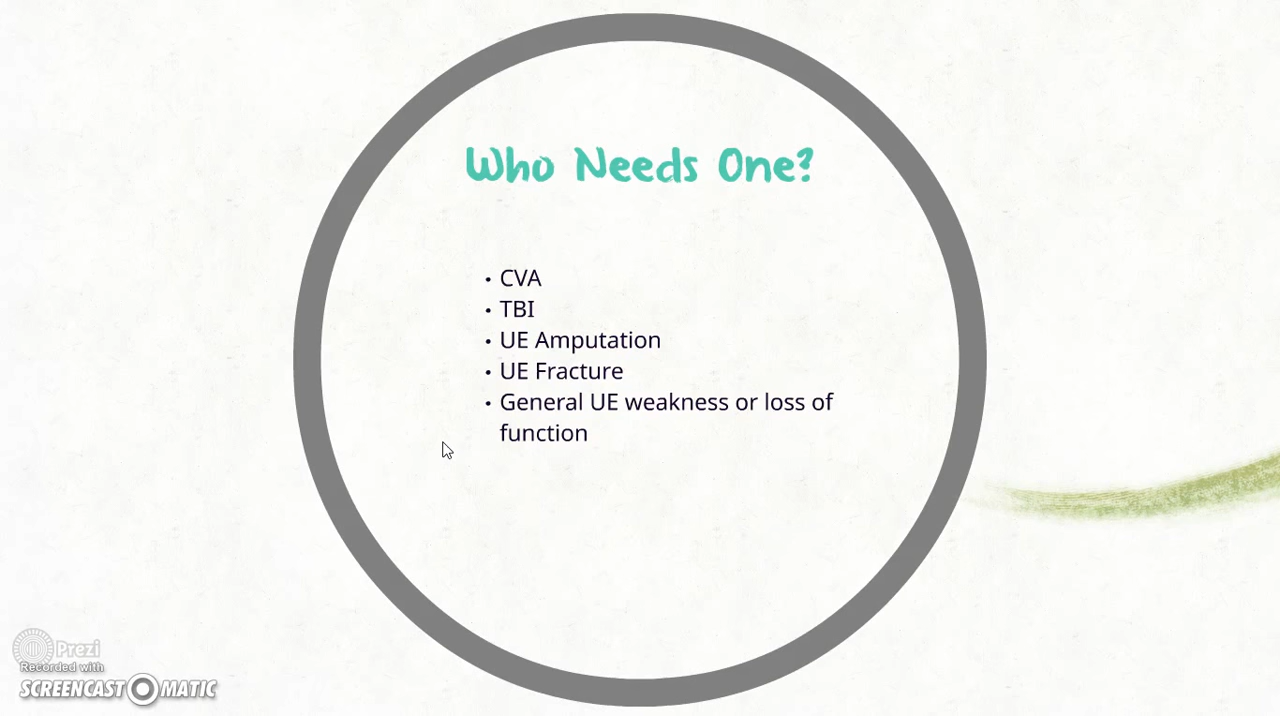 Who Needs One?
• CVA
• TBI
• UE Amputation
• UE Fracture
• General UE weakness or loss of
function
Prezi
Recorded with
SCREENCAST O MATIC